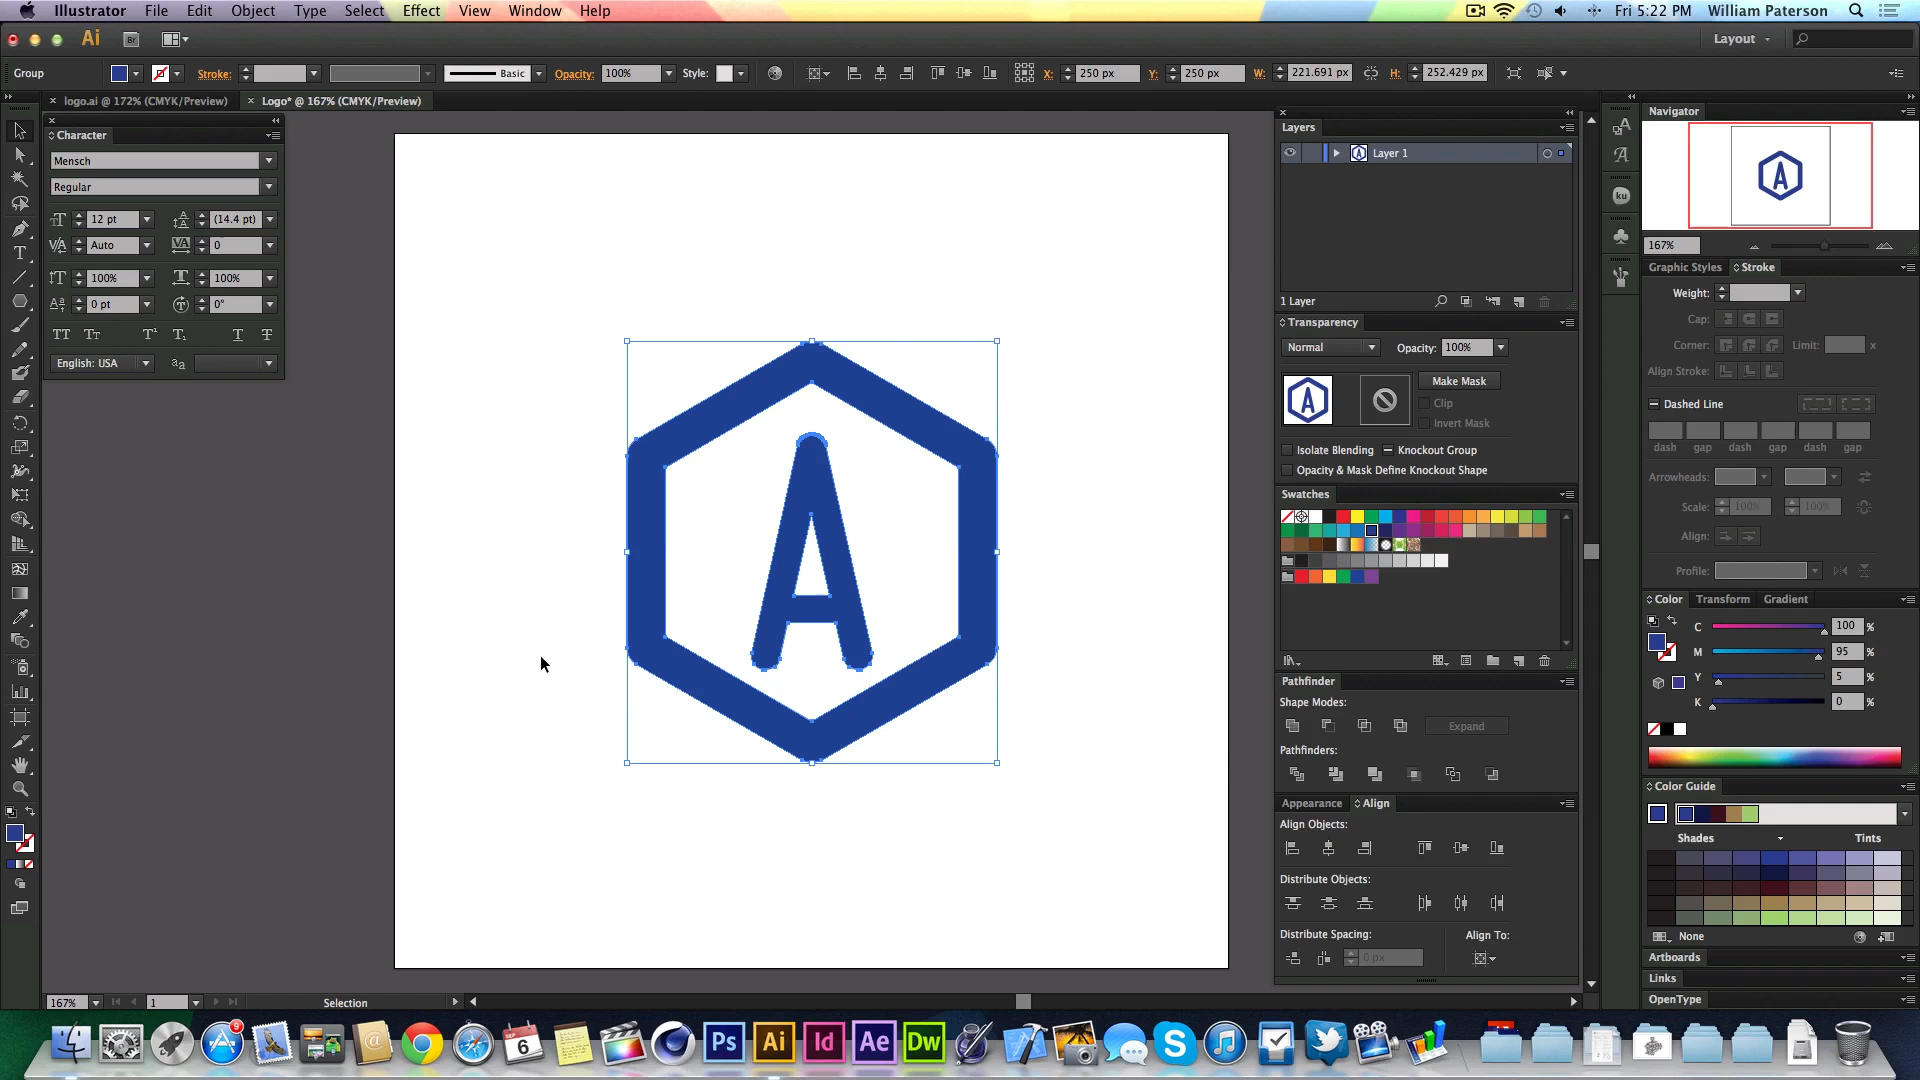 Illustrator File Edit Object Type Select Effect View Window Help Fri 5:22 PM William Paterson
Ai Br Layout
Group Stroke: Basic Opacity: 100% Style: X: 250 px Y: 250 px W: 221.691 px H: 252.429 px
logo.ai @ 172% (CMYK/Preview) Logo* @ 167% (CMYK/Preview)
Character
Mensch
Regular
12 pt (14.4 pt)
Auto 0
100% 100%
0 pt 0°
English: USA
A
167% 1 Selection
Layers
Layer 1
1 Layer
Transparency
Normal Opacity: 100%
Make Mask
Clip
Invert Mask
Isolate Blending Knockout Group
Opacity & Mask Define Knockout Shape
Swatches
Pathfinder
Shape Modes:
Expand
Pathfinders:
Appearance Align
Align Objects:
Distribute Objects:
Distribute Spacing: Align To:
0 px
ku
Navigator
A
167%
Graphic Styles Stroke
Weight:
Cap:
Corner: Limit: x
Align Stroke:
Dashed Line
dash gap dash gap dash gap
Arrowheads:
Scale: 100% 100%
Align:
Profile:
Color Transform Gradient
C 100 %
M 95 %
Y 5 %
K 0 %
Color Guide
Shades Tints
None
Artboards
Links
OpenType
9 6 Ps Ai Id Ae Dw S